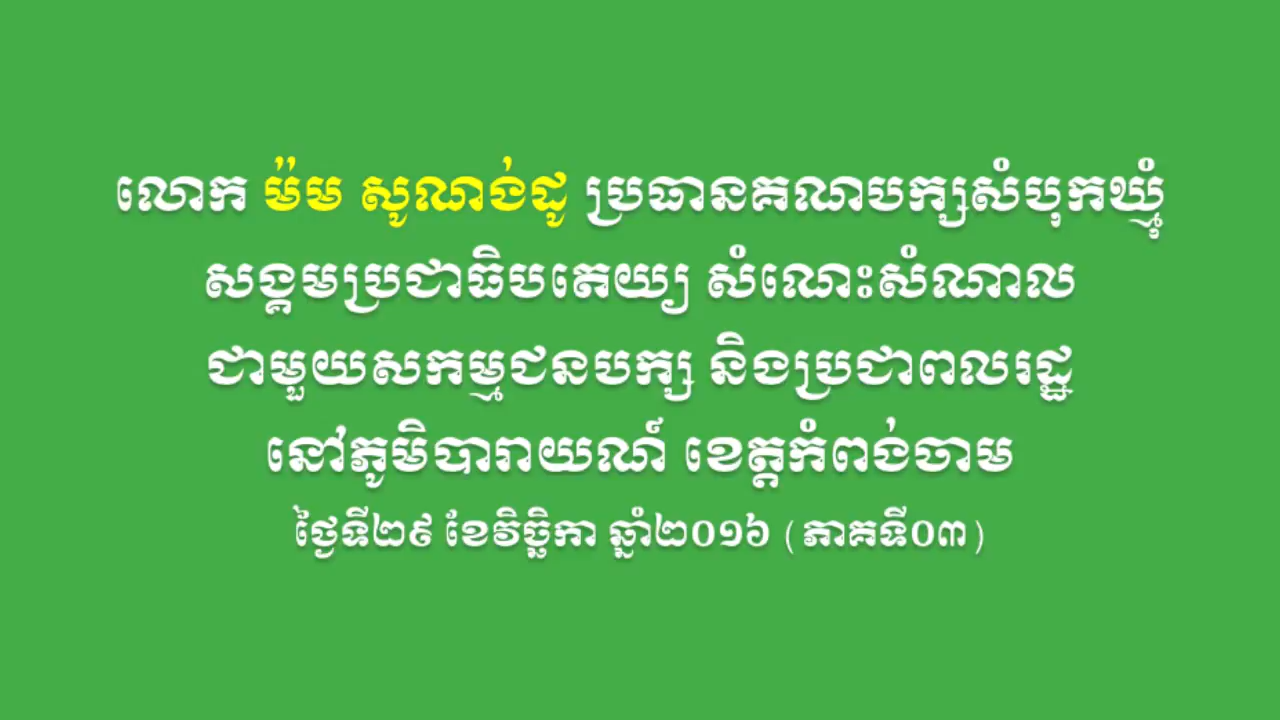 លោក ម៉ម សូណង់ដូ ប្រធានគណបក្សសំបុកឃ្មុំ
សង្គមប្រជាធិបតេយ្យ សំណេះសំណាល
ជាមួយសកម្មជនបក្ស និងប្រជាពលរដ្ឋ
នៅភូមិបារាយណ៍ ខេត្តកំពង់ចាម
ថ្ងៃទី២៩ ខែវិច្ឆិកា ឆ្នាំ២០១៦ (ភាគទី០៣)